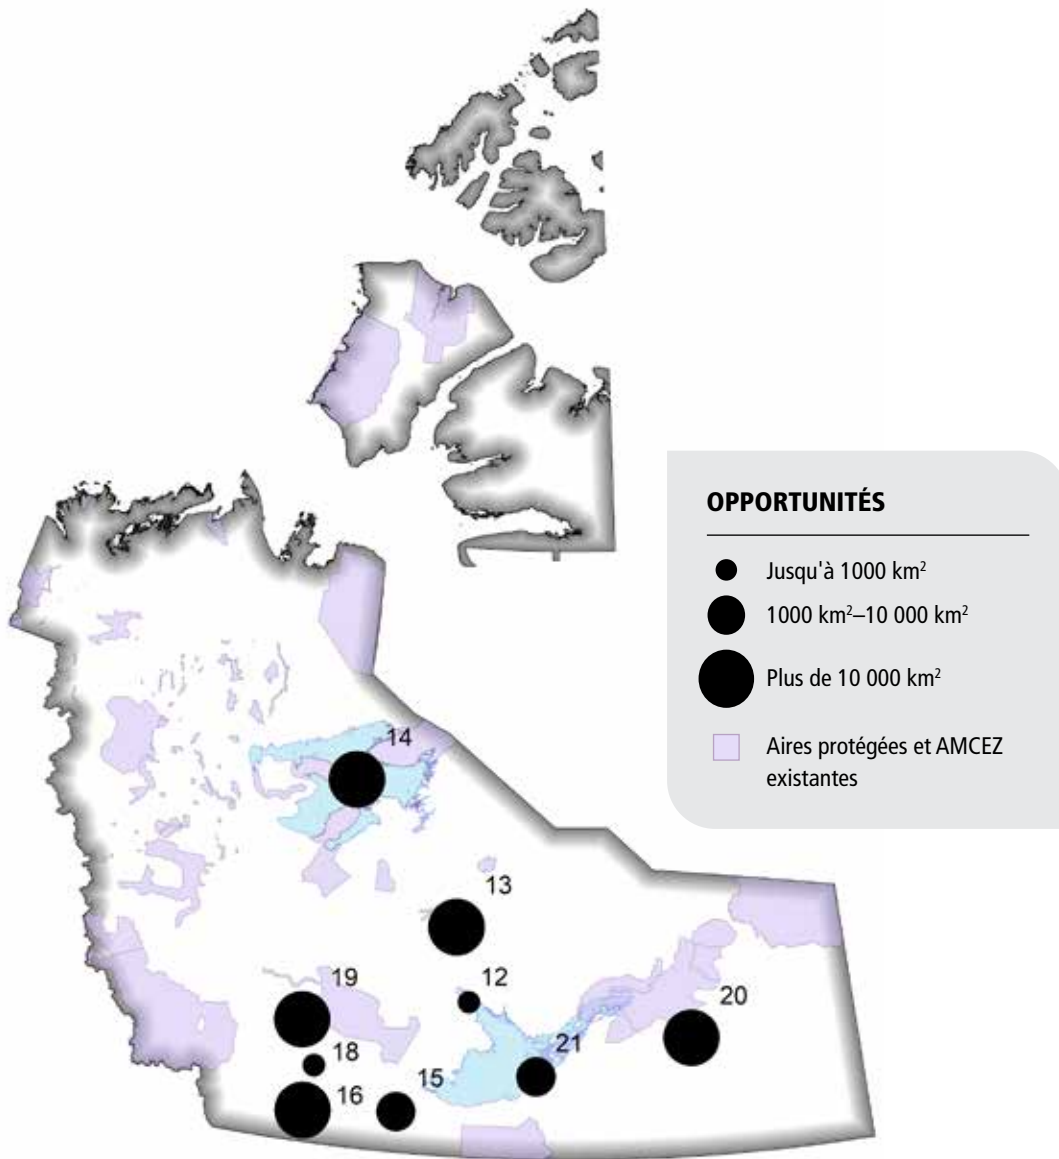 OPPORTUNITÉS
Jusqu'à 1000 km²
1000 km²–10 000 km²
Plus de 10 000 km²
Aires protégées et AMCEZ
existantes
14
13
12
19
20
18
21
15
16